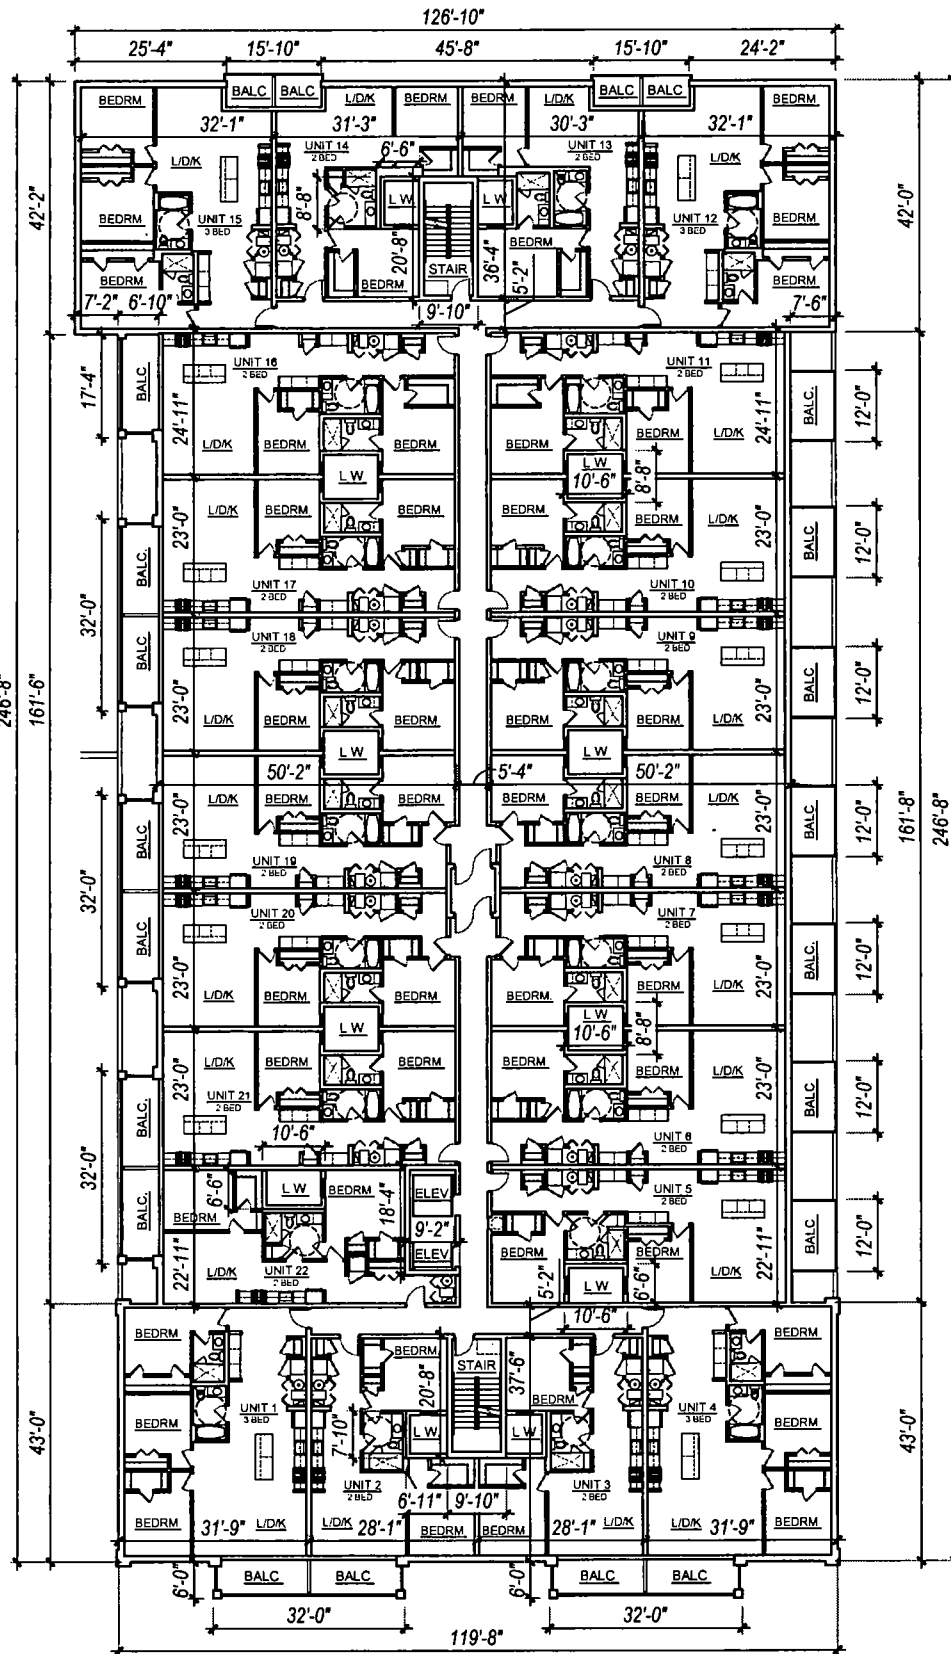 126'-10"
25'-4" 15'-10" 45'-8" 15'-10" 24'-2"
BALC BALC BALC BALC
BEDRM L/D/K BEDRM BEDRM L/D/K BEDRM
32'-1" 31'-3" 30'-3" 32'-1"
UNIT 14 UNIT 13
2 BED 2 BED
6'-6"
L/D/K L/D/K
42'-2" 8'-8" L W L W 42'-0"
BEDRM UNIT 15 UNIT 12 BEDRM
3 BED 3 BED
BEDRM
20'-8" STAIR 36'-4" 5'-2"
BEDRM BEDRM BEDRM
7'-2" 6'-10" 9'-10" 7'-6"
UNIT 16 UNIT 11
2 BED 2 BED
17'-4" BALC 24'-11" 24'-11" BALC 12'-0"
L/D/K BEDRM BEDRM BEDRM BEDRM L/D/K
L W L W 10'-6" 8'-8"
L/D/K BEDRM BEDRM BEDRM BEDRM L/D/K
BALC 23'-0" 23'-0" BALC 12'-0"
UNIT 17 UNIT 10
2 BED 2 BED
32'-0"
UNIT 18 UNIT 9
2 BED 2 BED
BALC 23'-0" 23'-0" BALC 12'-0"
L/D/K BEDRM BEDRM BEDRM BEDRM L/D/K
246'-8" 161'-6"
L W L W
50'-2" 5'-4" 50'-2"
L/D/K BEDRM BEDRM BEDRM BEDRM L/D/K
BALC 23'-0" 23'-0" BALC 12'-0" 161'-8" 246'-8"
UNIT 19 UNIT 8
2 BED 2 BED
32'-0"
UNIT 20 UNIT 7
2 BED 2 BED
BALC 23'-0" 23'-0" BALC 12'-0"
L/D/K BEDRM BEDRM BEDRM BEDRM L/D/K
L W L W 10'-6" 8'-8"
L/D/K BEDRM BEDRM BEDRM BEDRM L/D/K
BALC 23'-0" 23'-0" BALC 12'-0"
UNIT 21
2 BED
10'-6" UNIT 6
2 BED
32'-0"
6'-6" L W BEDRM ELEV UNIT 5
2 BED
BALC BEDRM 18'-4" 9'-2" L/D/K BALC 12'-0"
ELEV BEDRM BEDRM
22'-11" L/D/K UNIT 22 22'-11"
2 BED
5'-2" L W 6'-6"
10'-6"
BEDRM BEDRM STAIR BEDRM
20'-8" 37'-6"
BEDRM
UNIT 1 UNIT 4
3 BED 3 BED
43'-0" BEDRM 7'-10" L W L W BEDRM 43'-0"
UNIT 2 UNIT 3
2 BED 2 BED
6'-11" 9'-10"
BEDRM L/D/K L/D/K BEDRM BEDRM L/D/K L/D/K BEDRM
31'-9" 28'-1" 28'-1" 31'-9"
6'-0" BALC BALC 6'-0" BALC BALC
32'-0" 32'-0"
119'-8"